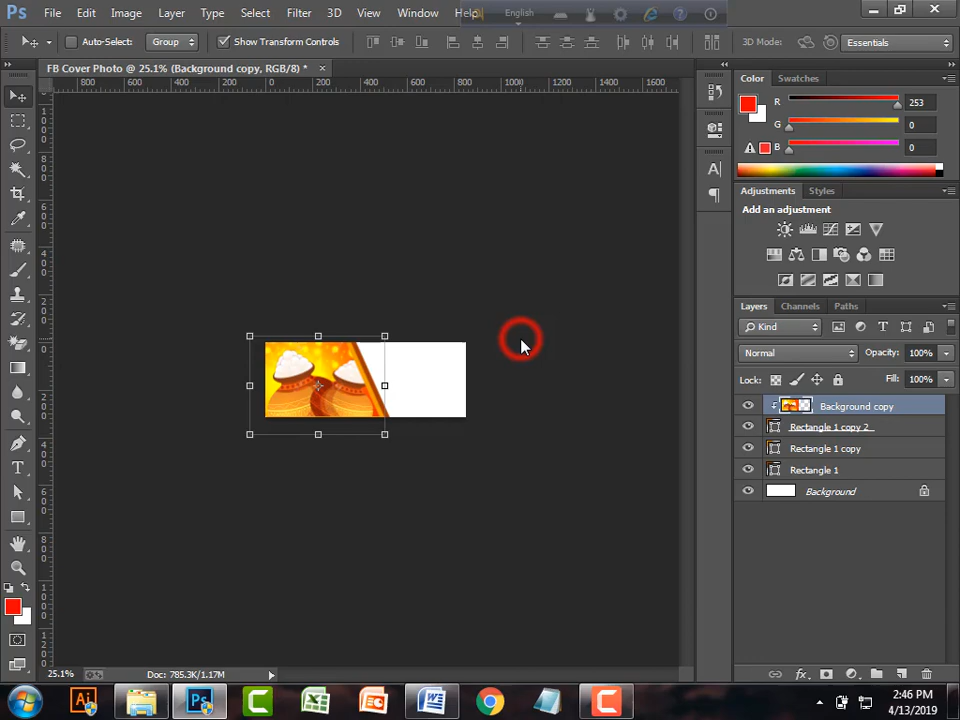 Ps File Edit Image Layer Type Select Filter 3D View Window Help English
Auto-Select: Group Show Transform Controls 3D Mode: Essentials
FB Cover Photo @ 25.1% (Background copy, RGB/8) * ×
800 600 400 200 0 200 400 600 800 1000 1200 1400 1600
Color Swatches
R 253
G 0
B 0
Adjustments Styles
Add an adjustment
Layers Channels Paths
Kind
Normal Opacity: 100%
Lock: Fill: 100%
Background copy
Rectangle 1 copy 2
Rectangle 1 copy
Rectangle 1
Background
25.1% Doc: 785.3K/1.17M
2:46 PM
4/13/2019